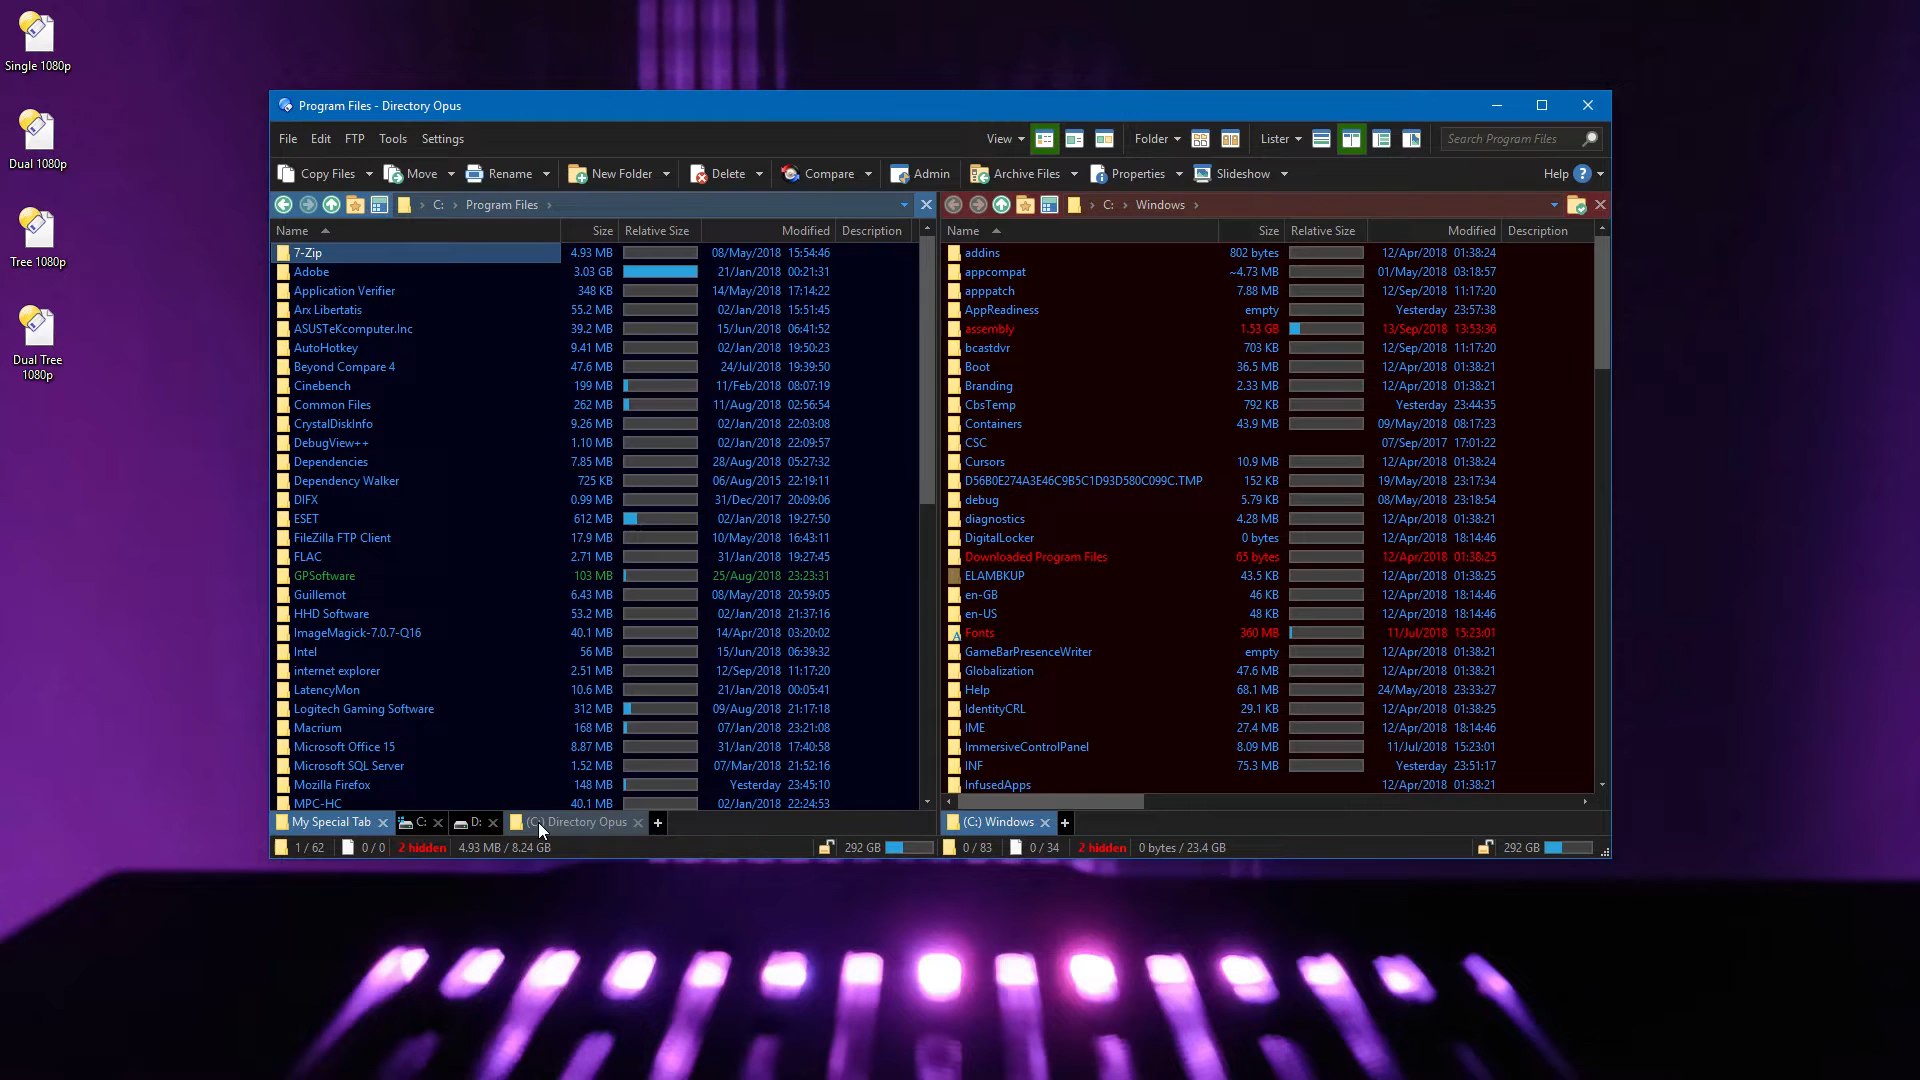 Single 1080p
Dual 1080p
Tree 1080p
Dual Tree
1080p
Program Files - Directory Opus
File Edit FTP Tools Settings View Folder Lister Search Program Files
Copy Files Move Rename New Folder Delete Compare Admin Archive Files Properties Slideshow Help
C: Program Files
Name Size Relative Size Modified Description
7-Zip 4.93 MB 08/May/2018 15:54:46
Adobe 3.03 GB 21/Jan/2018 00:21:31
Application Verifier 348 KB 14/May/2018 17:14:22
Arx Libertatis 55.2 MB 02/Jan/2018 15:51:45
ASUSTeKcomputer.Inc 39.2 MB 15/Jun/2018 06:41:52
AutoHotkey 9.41 MB 02/Jan/2018 19:50:23
Beyond Compare 4 47.6 MB 24/Jul/2018 19:39:50
Cinebench 199 MB 11/Feb/2018 08:07:19
Common Files 262 MB 11/Aug/2018 02:56:54
CrystalDiskInfo 9.26 MB 02/Jan/2018 22:03:08
DebugView++ 1.10 MB 02/Jan/2018 22:09:57
Dependencies 7.85 MB 28/Aug/2018 05:27:32
Dependency Walker 725 KB 06/Aug/2015 22:19:11
DIFX 0.99 MB 31/Dec/2017 20:09:06
ESET 612 MB 02/Jan/2018 19:27:50
FileZilla FTP Client 17.9 MB 10/May/2018 16:43:11
FLAC 2.71 MB 31/Jan/2018 19:27:45
GPSoftware 103 MB 25/Aug/2018 23:23:31
Guillemot 6.43 MB 08/May/2018 20:59:05
HHD Software 53.2 MB 02/Jan/2018 21:37:16
ImageMagick-7.0.7-Q16 40.1 MB 14/Apr/2018 03:20:02
Intel 56 MB 15/Jun/2018 06:39:32
internet explorer 2.51 MB 12/Sep/2018 11:17:20
LatencyMon 10.6 MB 21/Jan/2018 00:05:41
Logitech Gaming Software 312 MB 09/Aug/2018 21:17:18
Macrium 168 MB 07/Jan/2018 23:21:08
Microsoft Office 15 8.87 MB 31/Jan/2018 17:40:58
Microsoft SQL Server 1.52 MB 07/Mar/2018 21:52:16
Mozilla Firefox 148 MB Yesterday 23:45:10
MPC-HC 40.1 MB 02/Jan/2018 22:24:53
My Special Tab C: D: (C:) Directory Opus +
1 / 62 0 / 0 2 hidden 4.93 MB / 8.24 GB 292 GB
C: Windows
Name Size Relative Size Modified Description
addins 802 bytes 12/Apr/2018 01:38:24
appcompat ~4.73 MB 01/May/2018 03:18:57
apppatch 7.88 MB 12/Sep/2018 11:17:20
AppReadiness empty Yesterday 23:57:38
assembly 1.53 GB 13/Sep/2018 13:53:36
bcastdvr 703 KB 12/Sep/2018 11:17:20
Boot 36.5 MB 12/Apr/2018 01:38:21
Branding 2.33 MB 12/Apr/2018 01:38:21
CbsTemp 792 KB Yesterday 23:44:35
Containers 43.9 MB 09/May/2018 08:17:23
CSC 07/Sep/2017 17:01:22
Cursors 10.9 MB 12/Apr/2018 01:38:24
D56B0E274A3E46C9B5C1D93D580C099C.TMP 152 KB 19/May/2018 23:17:34
debug 5.79 KB 08/May/2018 23:18:54
diagnostics 4.28 MB 12/Apr/2018 01:38:21
DigitalLocker 0 bytes 12/Apr/2018 18:14:46
Downloaded Program Files 65 bytes 12/Apr/2018 01:38:25
ELAMBKUP 43.5 KB 12/Apr/2018 01:38:25
en-GB 46 KB 12/Apr/2018 18:14:46
en-US 48 KB 12/Apr/2018 18:14:46
Fonts 360 MB 11/Jul/2018 15:23:01
GameBarPresenceWriter empty 12/Apr/2018 01:38:21
Globalization 47.6 MB 12/Apr/2018 01:38:21
Help 68.1 MB 24/May/2018 23:33:27
IdentityCRL 29.1 KB 12/Apr/2018 01:38:25
IME 27.4 MB 12/Apr/2018 18:14:46
ImmersiveControlPanel 8.09 MB 11/Jul/2018 15:23:01
INF 75.3 MB Yesterday 23:51:17
InfusedApps 12/Apr/2018 01:38:21
(C:) Windows +
0 / 83 0 / 34 2 hidden 0 bytes / 23.4 GB 292 GB